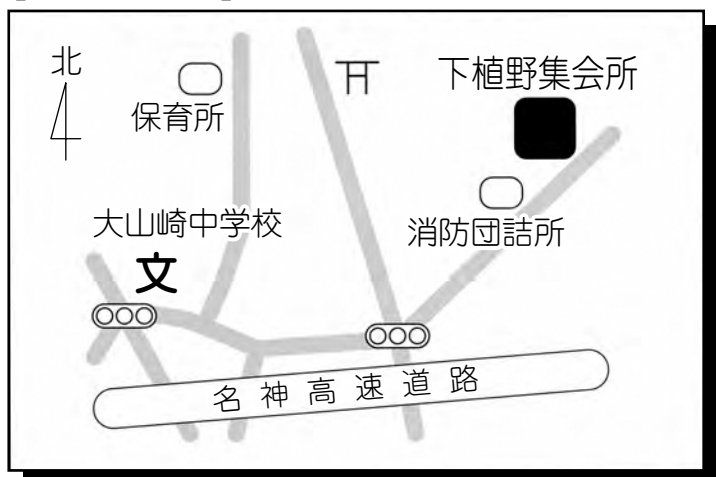 北
保育所
下植野集会所
大山崎中学校
文
消防団詰所
名神高速道路